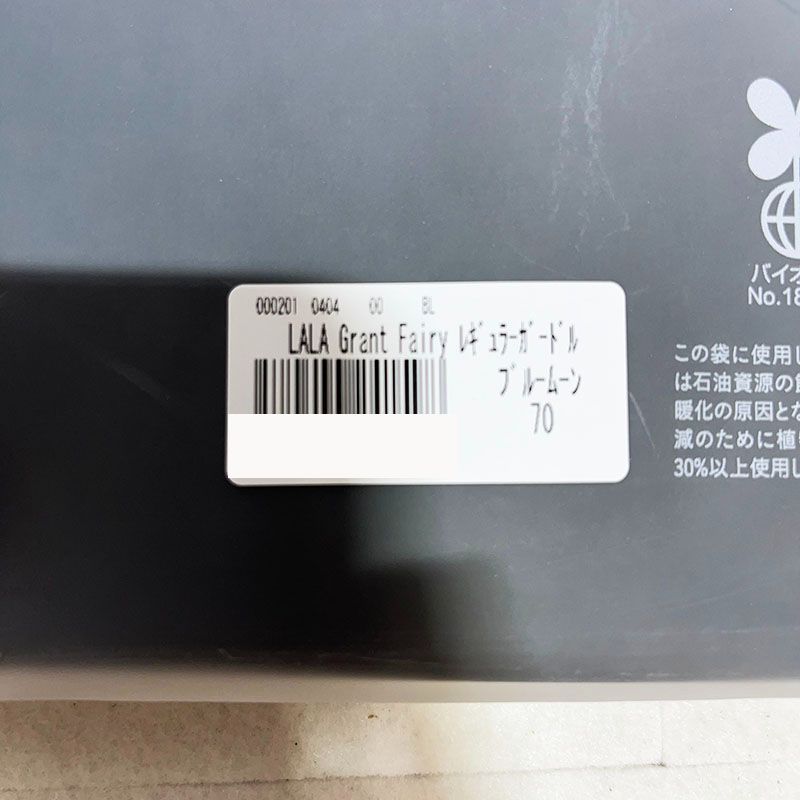 000201 0404 00 BL
LALA Grant Fairy ﾚｷﾞｭﾗｰｶﾞｰﾄﾞﾙ
ﾌﾞﾙｰﾑｰﾝ
70
バイオ
No.18
この袋に使用し
は石油資源の
暖化の原因とな
減のために植
30%以上使用し